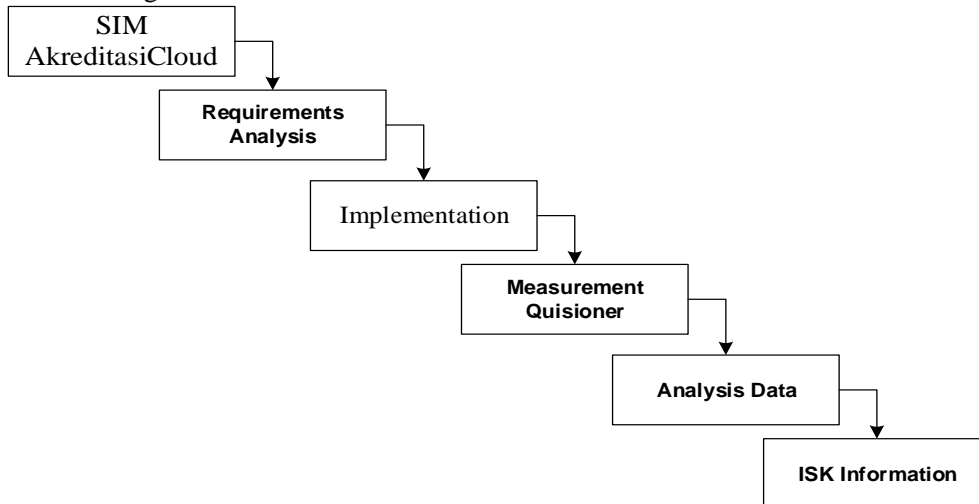 SIM
AkreditasiCloud
Requirements
Analysis
Implementation
Measurement
Quisioner
Analysis Data
ISK Information